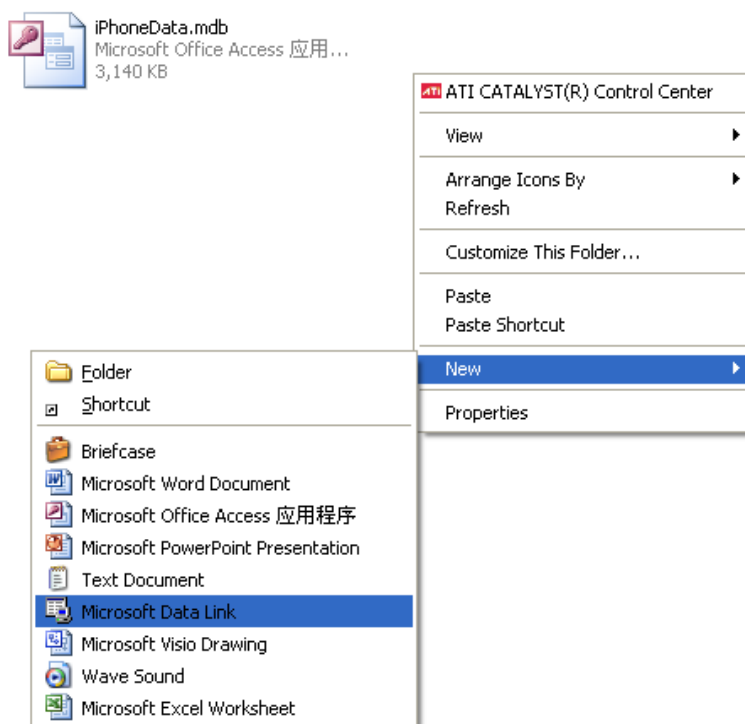 iPhoneData.mdb
Microsoft Office Access 应用...
3,140 KB
ATI ATI CATALYST(R) Control Center
View
Arrange Icons By
Refresh
Customize This Folder...
Paste
Paste Shortcut
New
Properties
Folder
Shortcut
Briefcase
Microsoft Word Document
Microsoft Office Access 应用程序
Microsoft PowerPoint Presentation
Text Document
Microsoft Data Link
Microsoft Visio Drawing
Wave Sound
Microsoft Excel Worksheet